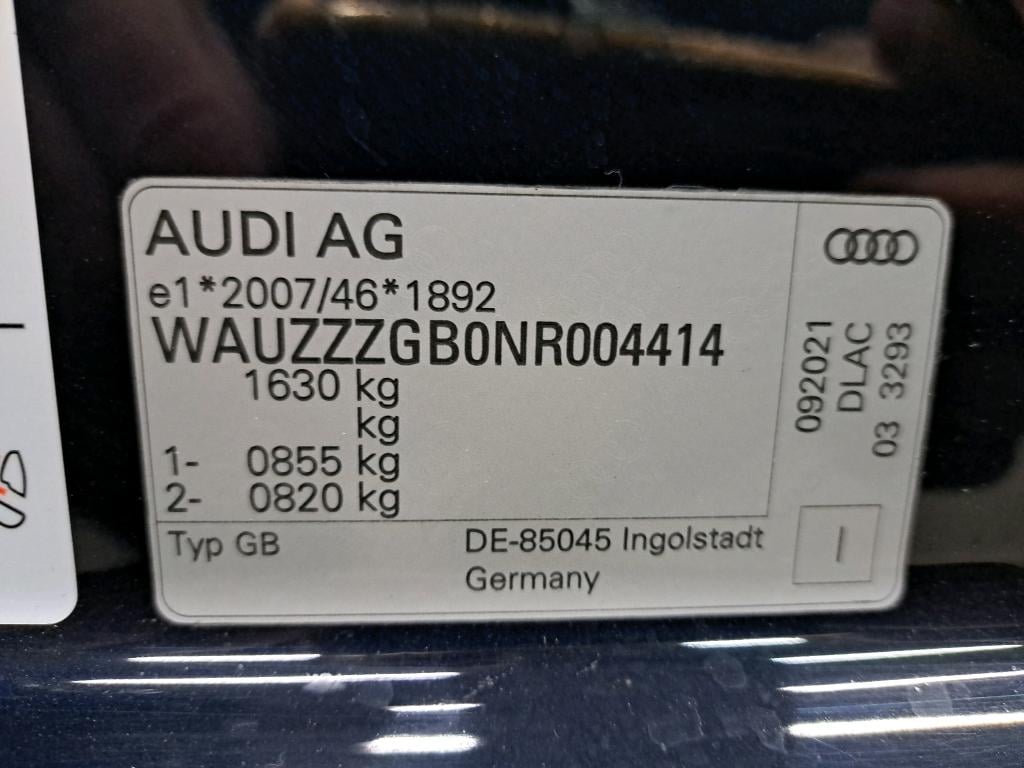 AUDI AG
e1*2007/46*1892
WAUZZZGB0NR004414
1630 kg
kg
1- 0855 kg
2- 0820 kg
Typ GB
DE-85045 Ingolstadt
Germany
092021
DLAC
03 3293
I